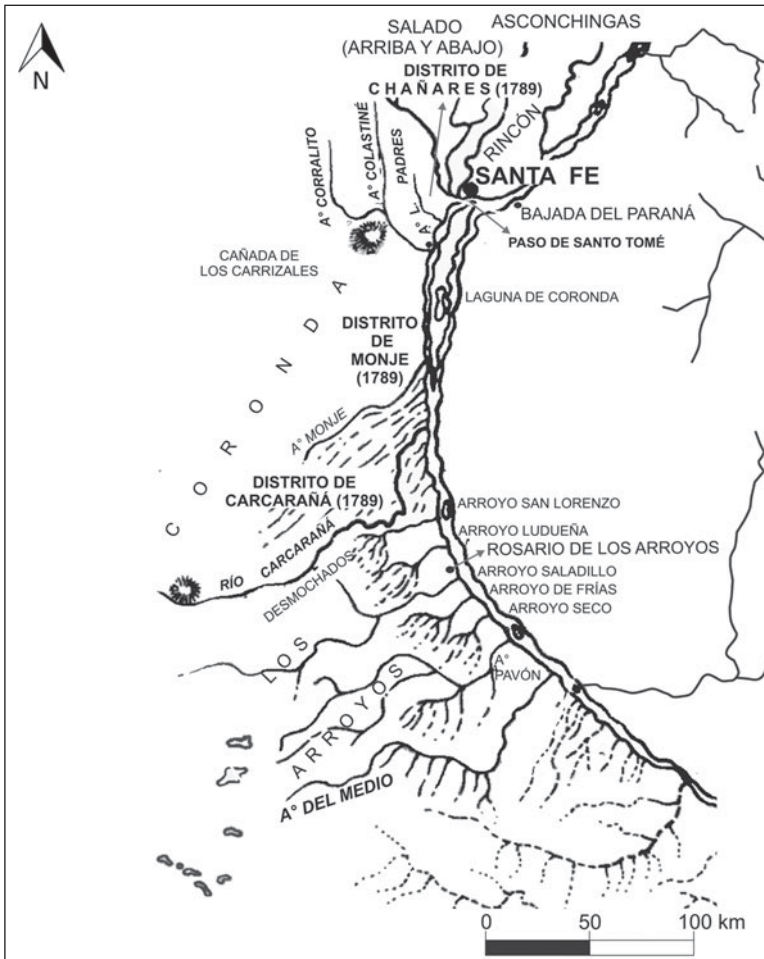 N
SALADO
(ARRIBA Y ABAJO)
ASCONCHINGAS
DISTRITO DE
CHAÑARES (1789)
RINCÓN
A° CORRALITO
A° COLASTINÉ
A° L. PADRES
SANTA FE
BAJADA DEL PARANÁ
PASO DE SANTO TOMÉ
CAÑADA DE
LOS CARRIZALES
LAGUNA DE CORONDA
CORONDA
DISTRITO
DE
MONJE
(1789)
A° MONJE
DISTRITO DE
CARCARAÑÁ (1789)
RÍO CARCARAÑÁ
ARROYO SAN LORENZO
ARROYO LUDUEÑA
ROSARIO DE LOS ARROYOS
DESMOCHADOS
ARROYO SALADILLO
ARROYO DE FRÍAS
ARROYO SECO
LOS
ARROYOS
A°
PAVÓN
A° DEL MEDIO
0 50 100 km